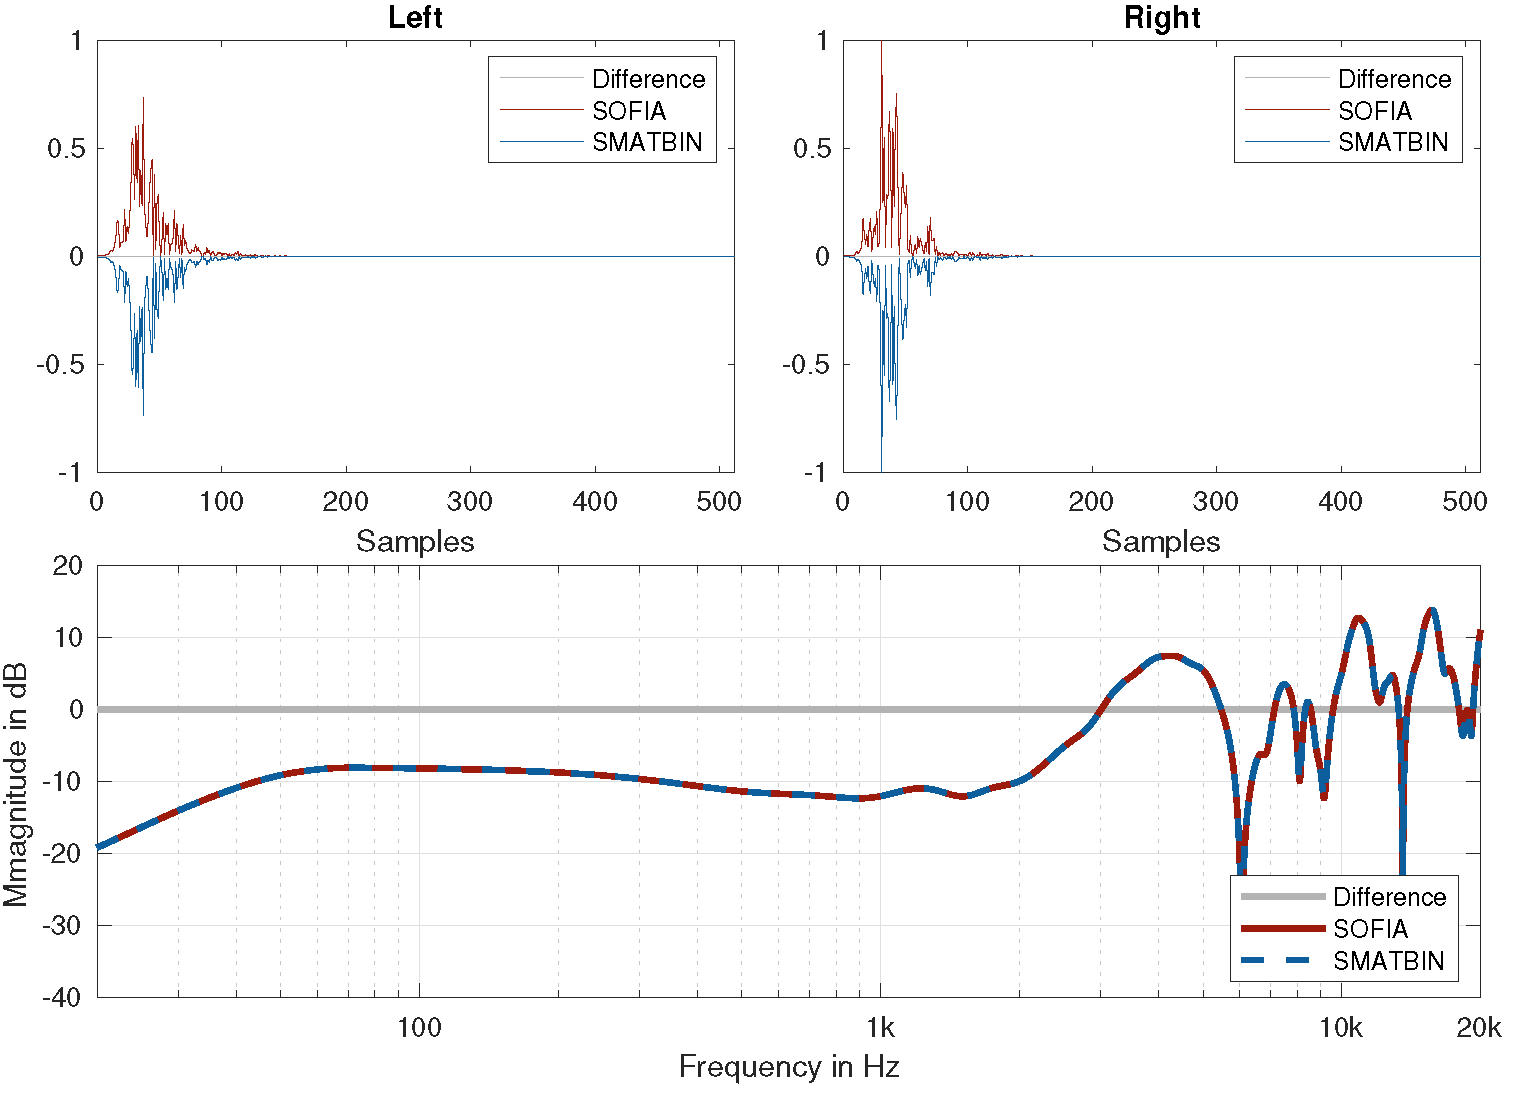 Left
1
0.5
0
-0.5
-1
0 100 200 300 400 500
Samples
Difference
SOFIA
SMATBIN
Right
1
0.5
0
-0.5
-1
0 100 200 300 400 500
Samples
Difference
SOFIA
SMATBIN
Mmagnitude in dB
20
10
0
-10
-20
-30
-40
100 1k 10k 20k
Frequency in Hz
Difference
SOFIA
SMATBIN